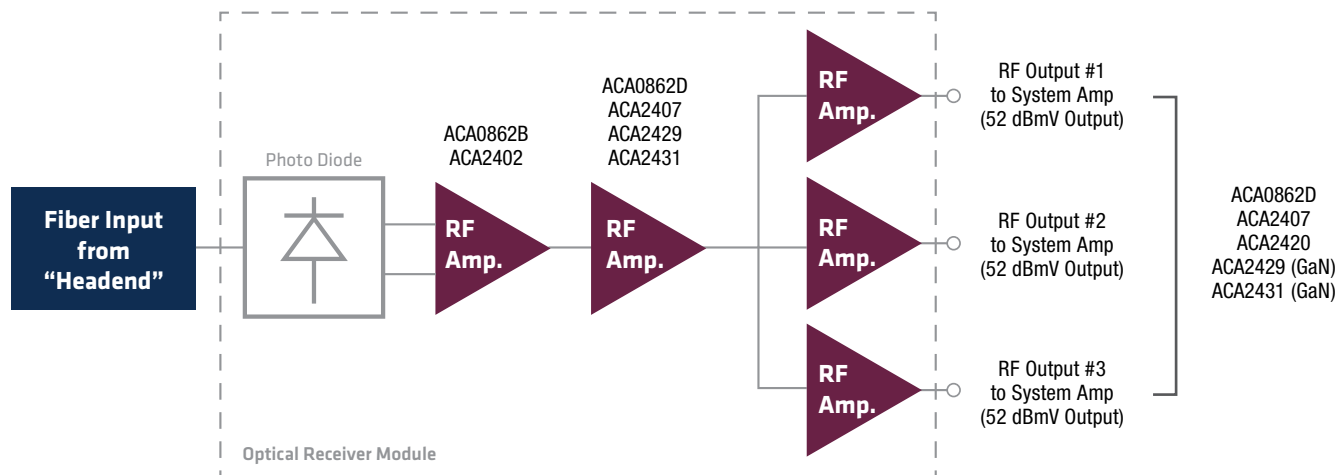 Fiber Input
from
“Headend”
Photo Diode
ACA0862B
ACA2402
RF
Amp.
ACA0862D
ACA2407
ACA2429
ACA2431
RF
Amp.
RF
Amp.
RF Output #1
to System Amp
(52 dBmV Output)
RF
Amp.
RF Output #2
to System Amp
(52 dBmV Output)
RF
Amp.
RF Output #3
to System Amp
(52 dBmV Output)
ACA0862D
ACA2407
ACA2420
ACA2429 (GaN)
ACA2431 (GaN)
Optical Receiver Module